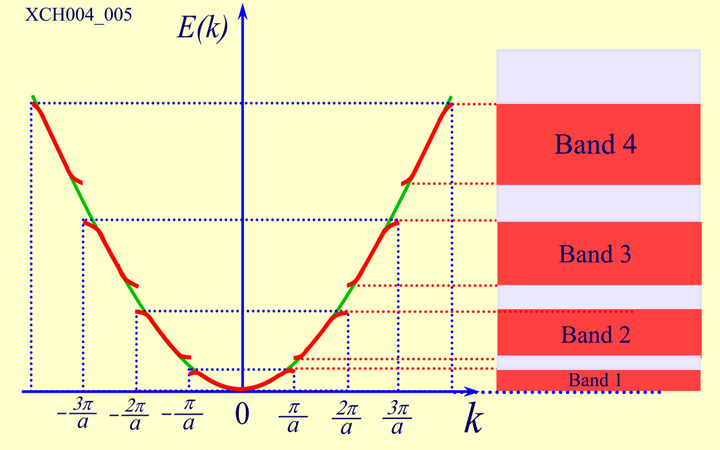 XCH004_005
E(k)
Band 4
Band 3
Band 2
Band 1
-3π/a -2π/a -π/a 0 π/a 2π/a 3π/a k